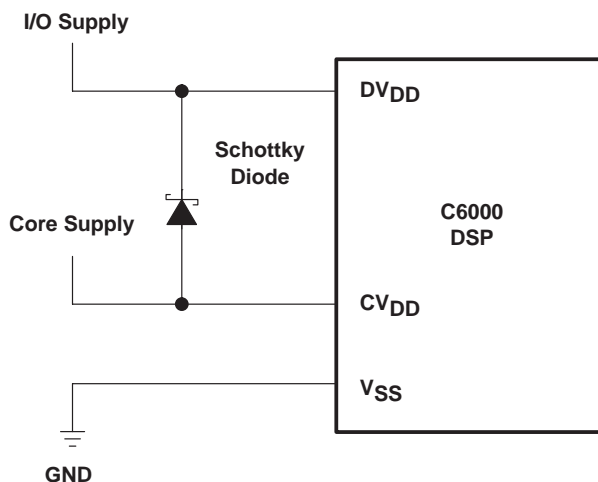 I/O Supply
DVDD
Schottky
Diode
C6000
DSP
Core Supply
CVDD
VSS
GND